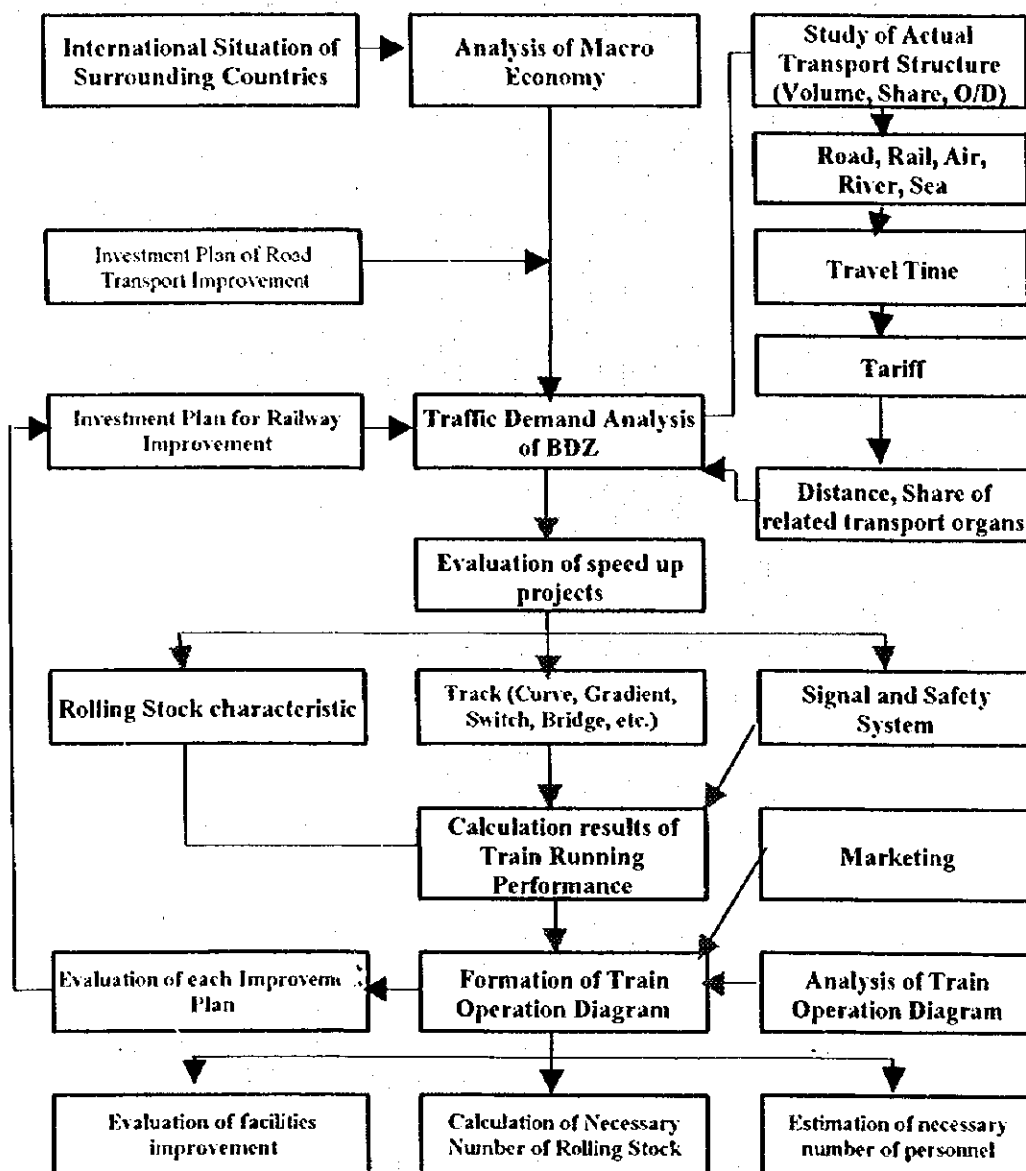 International Situation of
Surrounding Countries
Analysis of Macro
Economy
Study of Actual
Transport Structure
(Volume, Share, O/D)
Road, Rail, Air,
River, Sea
Investment Plan of Road
Transport Improvement
Travel Time
Tariff
Investment Plan for Railway
Improvement
Traffic Demand Analysis
of BDZ
Distance, Share of
related transport organs
Evaluation of speed up
projects
Rolling Stock characteristic
Track (Curve, Gradient,
Switch, Bridge, etc.)
Signal and Safety
System
Calculation results of
Train Running
Performance
Marketing
Evaluation of each Improveme
Plan
Formation of Train
Operation Diagram
Analysis of Train
Operation Diagram
Evaluation of facilities
improvement
Calculation of Necessary
Number of Rolling Stock
Estimation of necessary
number of personnel